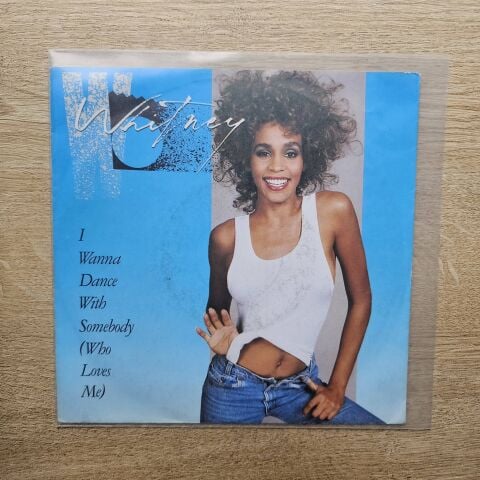 W
Whitney
I
Wanna
Dance
With
Somebody
(Who
Loves
Me)